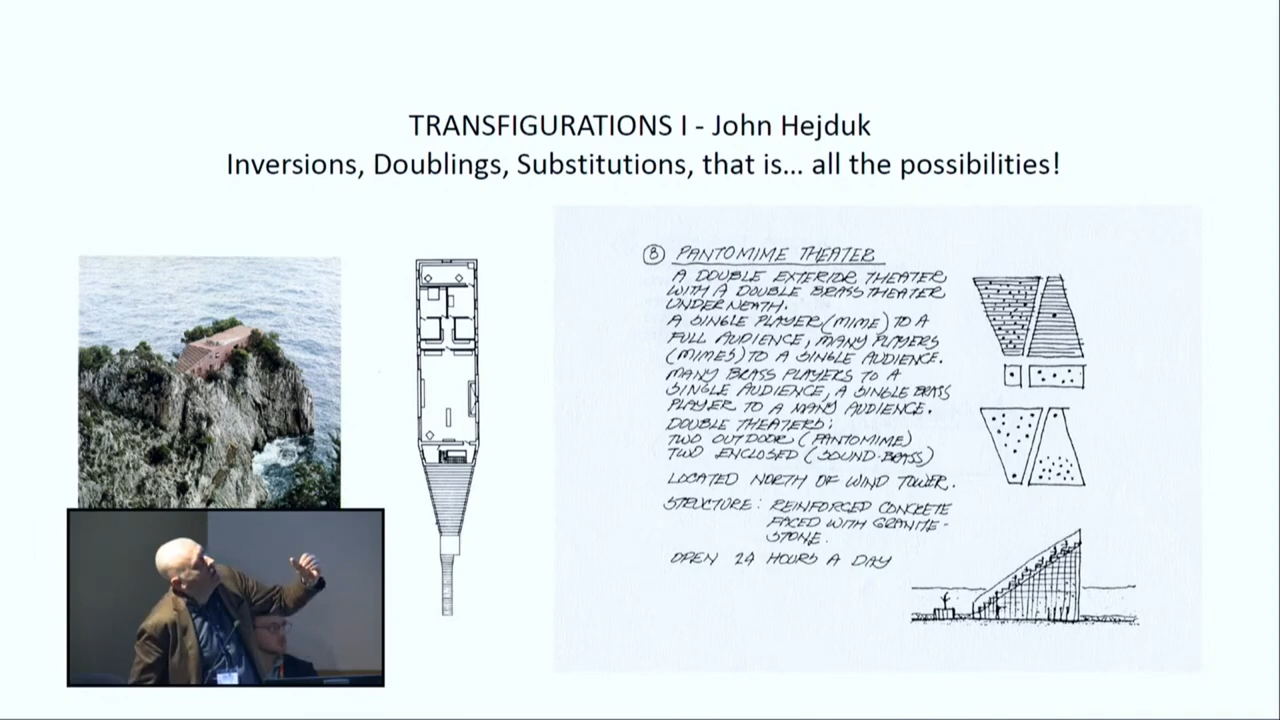 TRANSFIGURATIONS I - John Hejduk
Inversions, Doublings, Substitutions, that is... all the possibilities!
8 PANTOMIME THEATER
A DOUBLE EXTERIOR THEATER
WITH A DOUBLE BRASS THEATER
UNDERNEATH.
A SINGLE PLAYER (MIME) TO A
FULL AUDIENCE, MANY PLAYERS
(MIMES) TO A SINGLE AUDIENCE.
MANY BRASS PLAYERS TO A
SINGLE AUDIENCE, A SINGLE BRASS
PLAYER TO A MANY AUDIENCE.
DOUBLE THEATERS:
TWO OUTDOOR (PANTOMIME)
TWO ENCLOSED (SOUND-BRASS)
LOCATED NORTH OF WIND TOWER.
STRUCTURE: REINFORCED CONCRETE
FACED WITH GRANITE-
STONE.
OPEN 24 HOURS A DAY